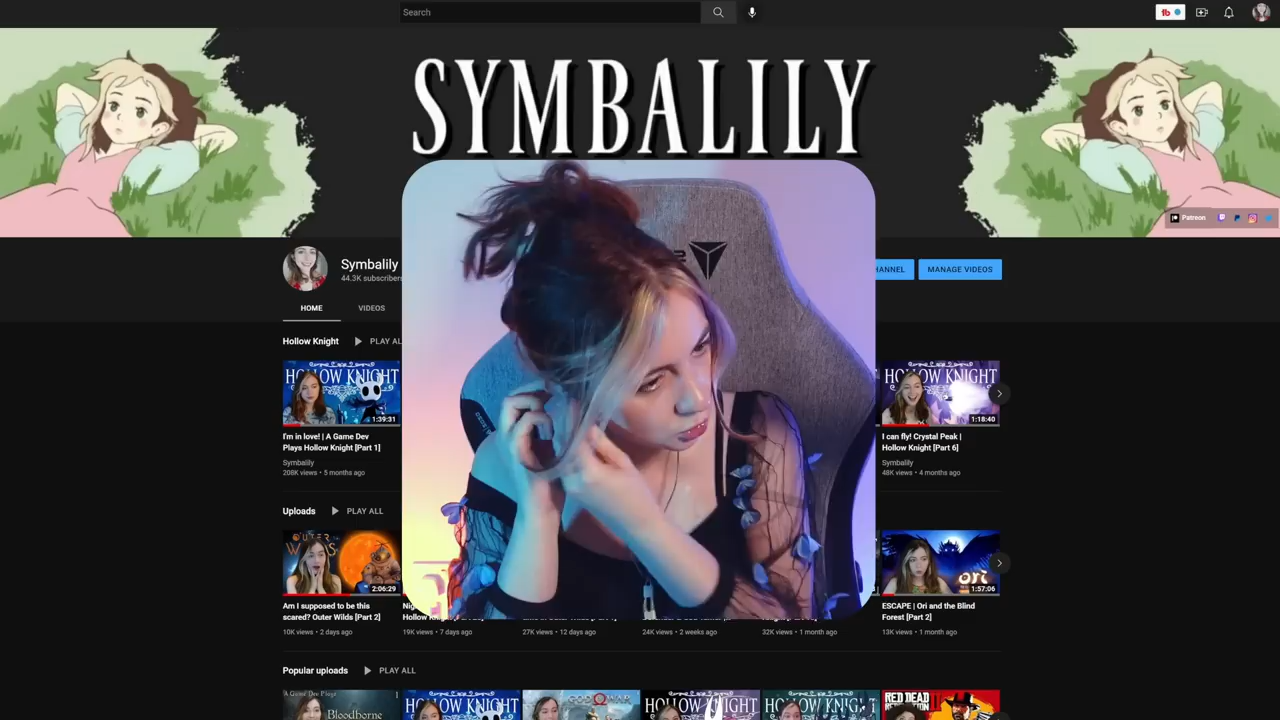 Search
SYMBALILY
Patreon
Symbalily
44.3K subscribers
MANAGE VIDEOS
HOME
VIDEOS
Hollow Knight
PLAY AL
HOLLOW KNIGHT
1:39:31
HOLLOW KNIGHT
1:18:40
I'm in love! | A Game Dev
Plays Hollow Knight [Part 1]
I can fly! Crystal Peak |
Hollow Knight [Part 6]
Symbalily
Symbalily
208K views • 5 months ago
48K views • 4 months ago
Uploads
PLAY ALL
OUTER
WILDS
2:06:29
ori
1:57:06
Am I supposed to be this
scared? Outer Wilds [Part 2]
ESCAPE | Ori and the Blind
Forest [Part 2]
10K views • 2 days ago
19K views • 7 days ago
27K views • 12 days ago
24K views • 2 weeks ago
32K views • 1 month ago
13K views • 1 month ago
Popular uploads
PLAY ALL
A Game Dev Plays
Bloodborne
HOLLOW KNIGHT
GOD WAR
HOLLOW KNIGHT
HOLLOW KNIGHT
RED DEAD